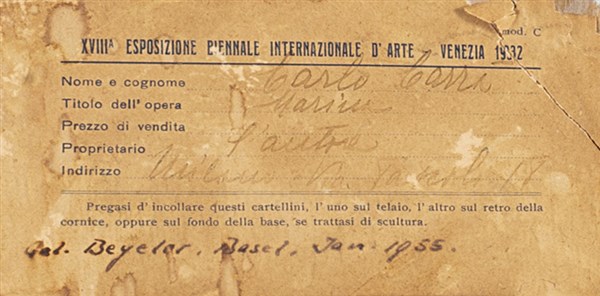 mod. C
XVIIIª ESPOSIZIONE BIENNALE INTERNAZIONALE D' ARTE - VENEZIA 1932
Nome e cognome Carlo Carrà
Titolo dell' opera Marina
Prezzo di vendita
Proprietario l'autore
Indirizzo Milano Via 17
Pregasi d' incollare questi cartellini, l' uno sul telaio, l' altro sul retro della
cornice, oppure sul fondo della base, se trattasi di scultura.
Gal. Beyeler, Basel, Jan. 1955.